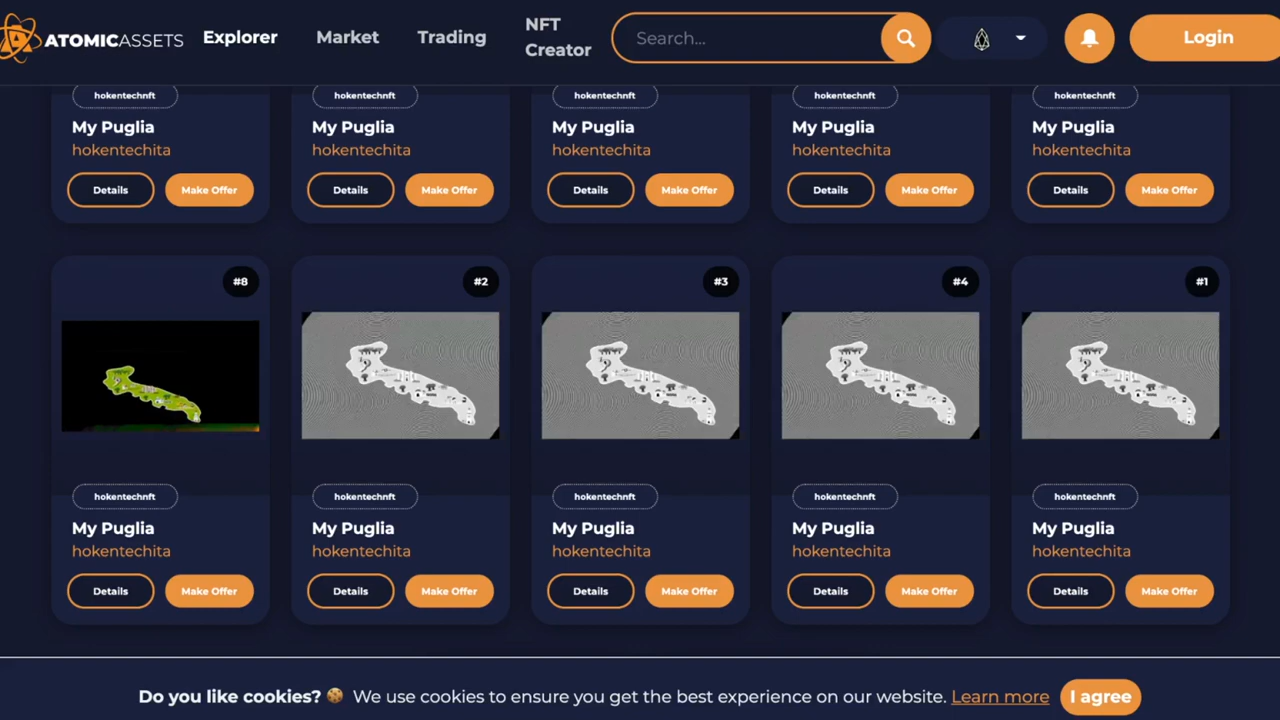 ATOMICASSETS Explorer Market Trading NFT Creator Search... Login
hokentechnft hokentechnft hokentechnft hokentechnft hokentechnft
My Puglia My Puglia My Puglia My Puglia My Puglia
hokentechita hokentechita hokentechita hokentechita hokentechita
Details Make Offer Details Make Offer Details Make Offer Details Make Offer Details Make Offer
#8 #2 #3 #4 #1
hokentechnft hokentechnft hokentechnft hokentechnft hokentechnft
My Puglia My Puglia My Puglia My Puglia My Puglia
hokentechita hokentechita hokentechita hokentechita hokentechita
Details Make Offer Details Make Offer Details Make Offer Details Make Offer Details Make Offer
Do you like cookies? 🍪 We use cookies to ensure you get the best experience on our website. Learn more I agree